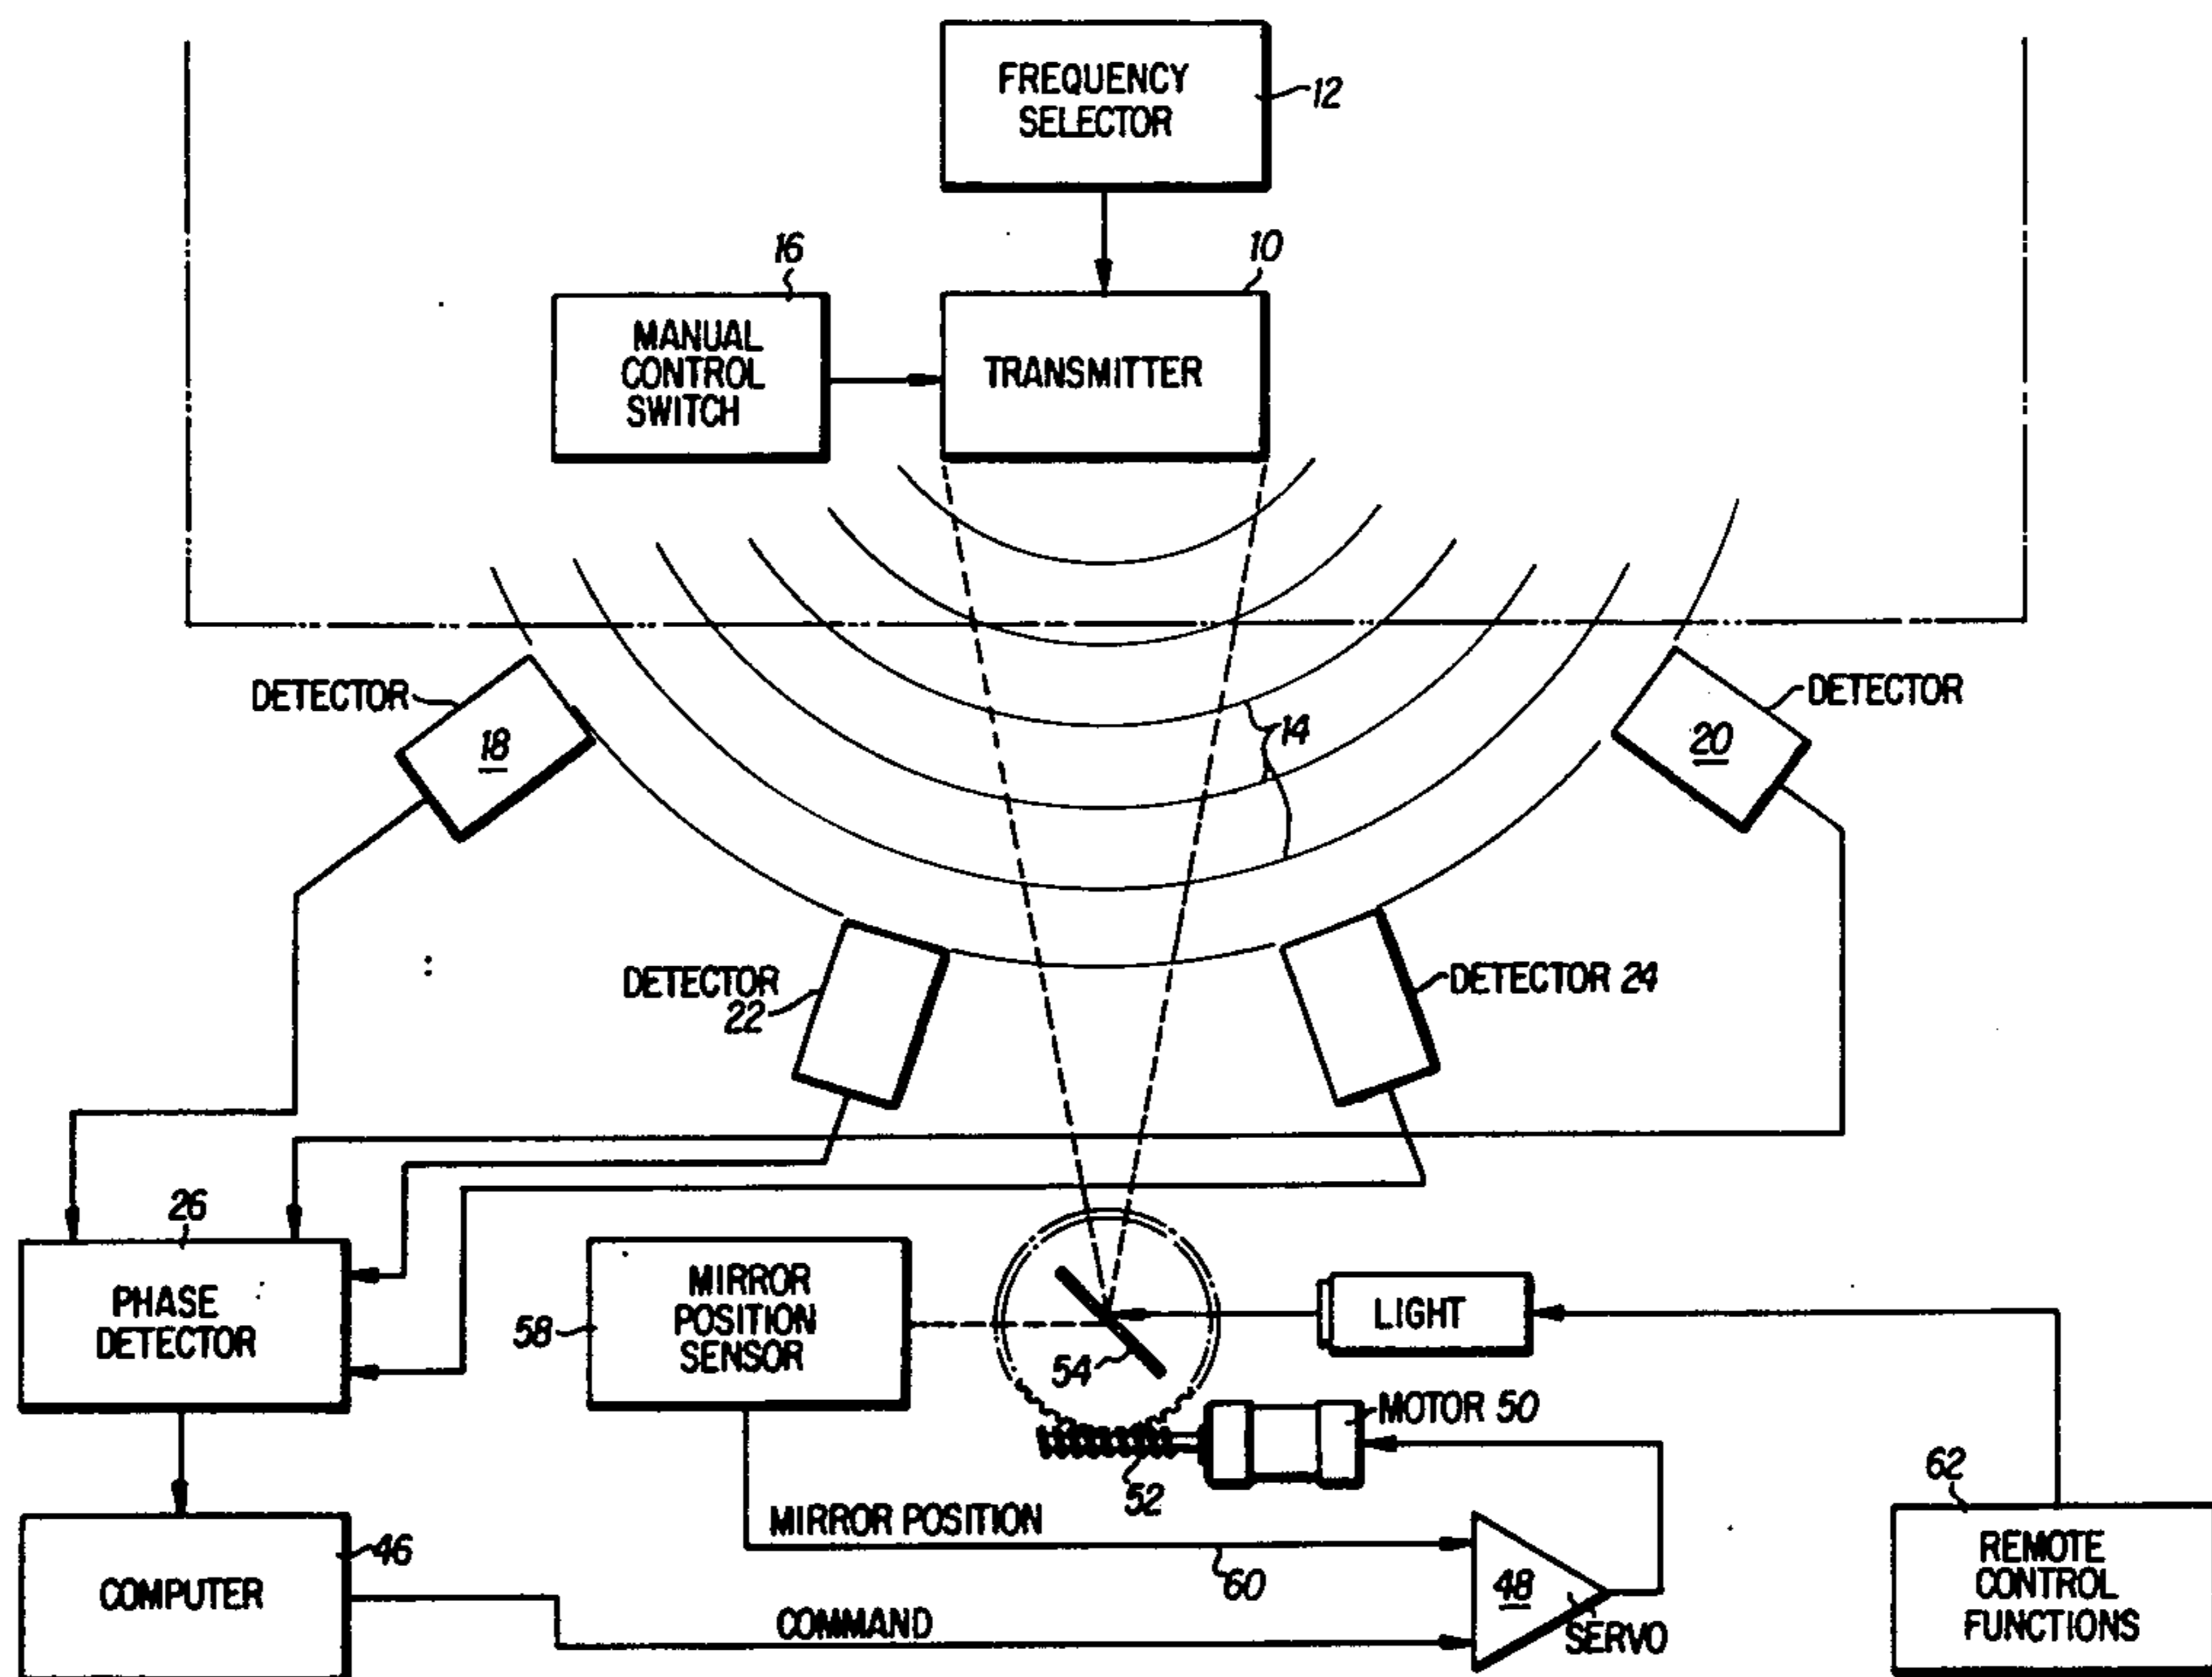 FREQUENCY
SELECTOR
12
16
10
MANUAL
CONTROL
SWITCH
TRANSMITTER
DETECTOR
18
14
20
DETECTOR
DETECTOR
22
DETECTOR 24
26
PHASE
DETECTOR
58
MIRROR
POSITION
SENSOR
54
LIGHT
MOTOR 50
52
62
MIRROR POSITION
60
46
COMPUTER
COMMAND
48
SERVO
REMOTE
CONTROL
FUNCTIONS